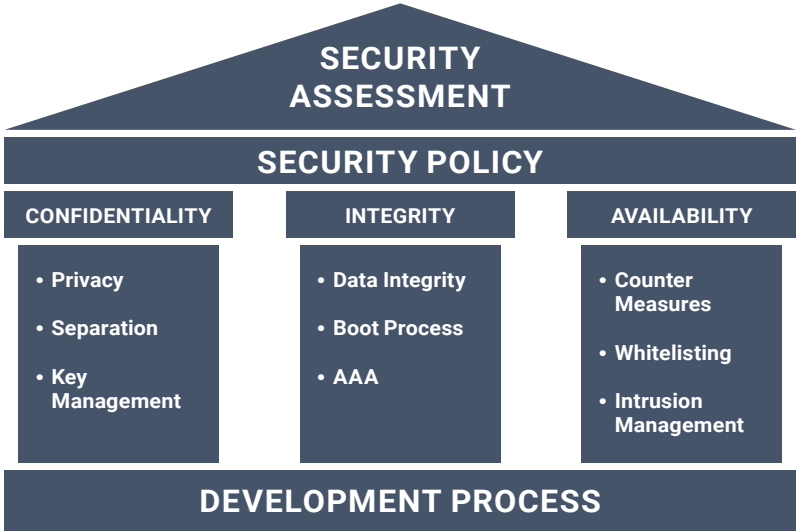 SECURITY
ASSESSMENT
SECURITY POLICY
CONFIDENTIALITY
• Privacy
• Separation
• Key
Management
INTEGRITY
• Data Integrity
• Boot Process
• AAA
AVAILABILITY
• Counter
Measures
• Whitelisting
• Intrusion
Management
DEVELOPMENT PROCESS